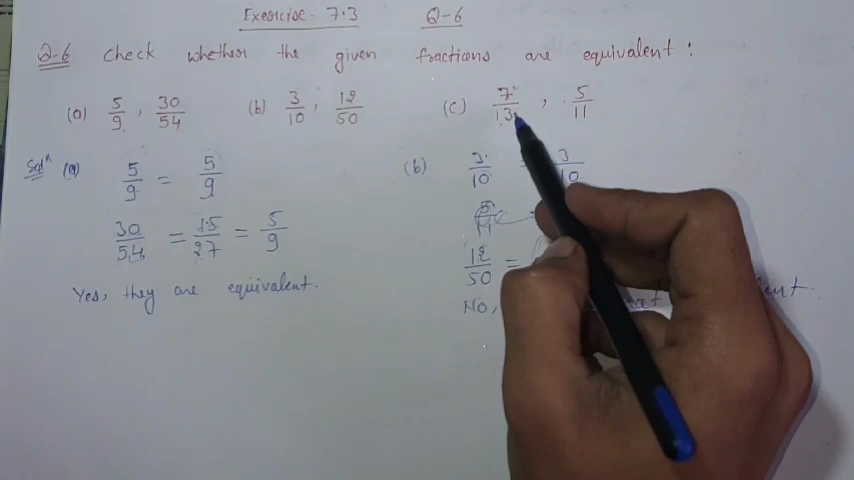 Exercise - 7.3 Q-6
Q-6 Check whether the given fractions are equivalent :
(a) 5/9 , 30/54 (b) 3/10 , 12/50 (c) 7/13 , 5/11
Solⁿ (a) 5/9 = 5/9
30/54 = 15/27 = 5/9
Yes, they are equivalent.
(b) 3/10 = 3/10
12/50 =
No,